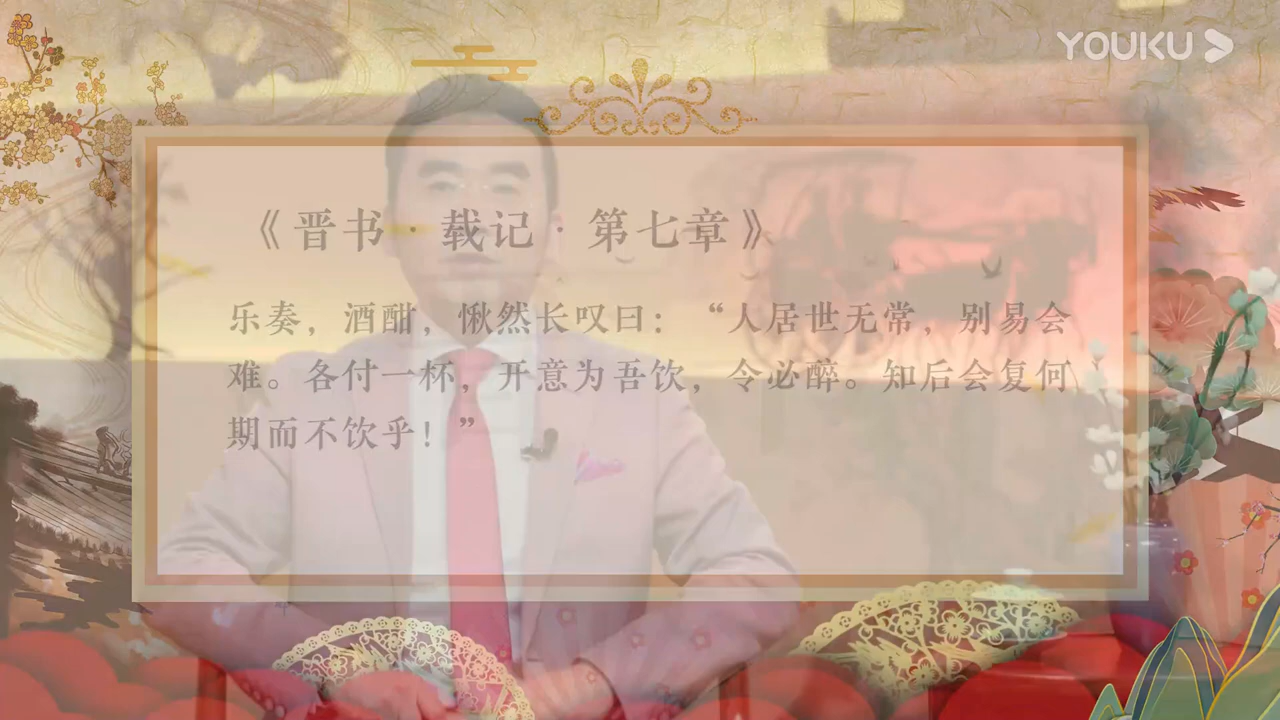 YOUKU
《晋书·载记·第七章》
乐奏，酒酣，愀然长叹曰：“人居世无常，别易会
难。各付一杯，开意为吾饮，令必醉。知后会复何
期而不饮乎！”